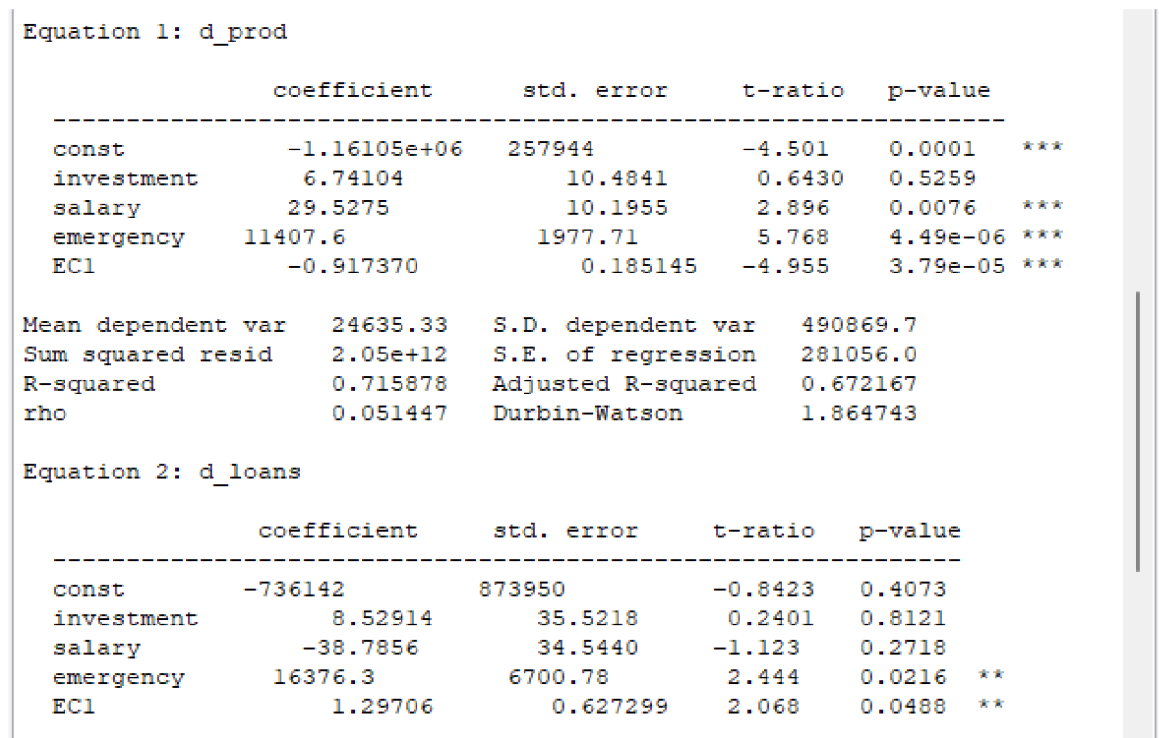 Equation 1: d_prod
coefficient std. error t-ratio p-value
------------------------------------------------------------------
const -1.16105e+06 257944 -4.501 0.0001 ***
investment 6.74104 10.4841 0.6430 0.5259
salary 29.5275 10.1955 2.896 0.0076 ***
emergency 11407.6 1977.71 5.768 4.49e-06 ***
EC1 -0.917370 0.185145 -4.955 3.79e-05 ***
Mean dependent var 24635.33 S.D. dependent var 490869.7
Sum squared resid 2.05e+12 S.E. of regression 281056.0
R-squared 0.715878 Adjusted R-squared 0.672167
rho 0.051447 Durbin-Watson 1.864743
Equation 2: d_loans
coefficient std. error t-ratio p-value
---------------------------------------------------------------
const -736142 873950 -0.8423 0.4073
investment 8.52914 35.5218 0.2401 0.8121
salary -38.7856 34.5440 -1.123 0.2718
emergency 16376.3 6700.78 2.444 0.0216 **
EC1 1.29706 0.627299 2.068 0.0488 **